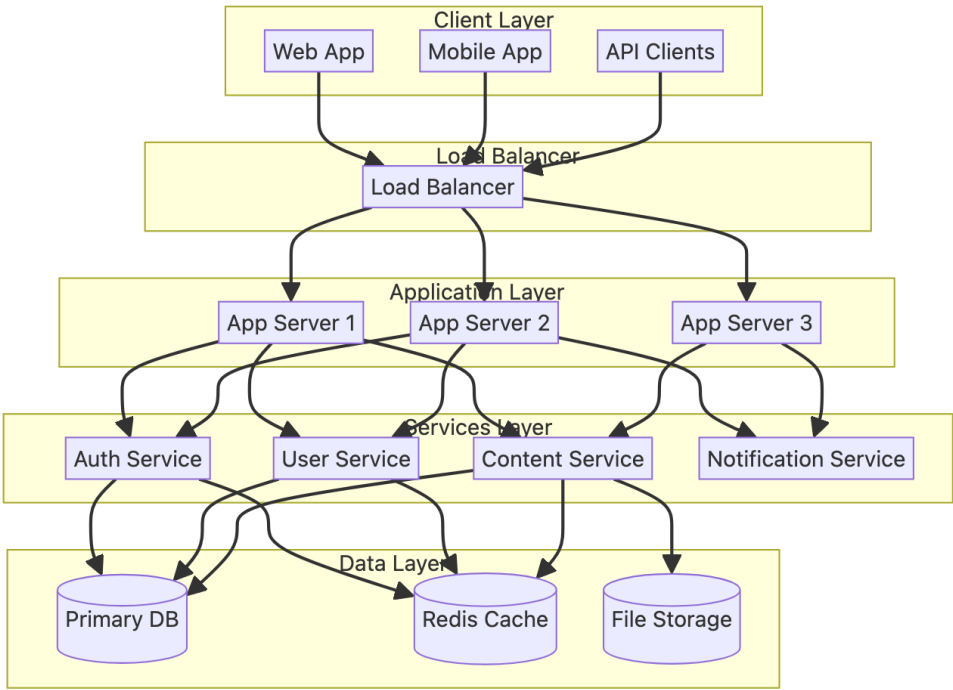 Client Layer
Web App
Mobile App
API Clients
Load Balancer
Load Balancer
Application Layer
App Server 1
App Server 2
App Server 3
Services Layer
Auth Service
User Service
Content Service
Notification Service
Data Layer
Primary DB
Redis Cache
File Storage